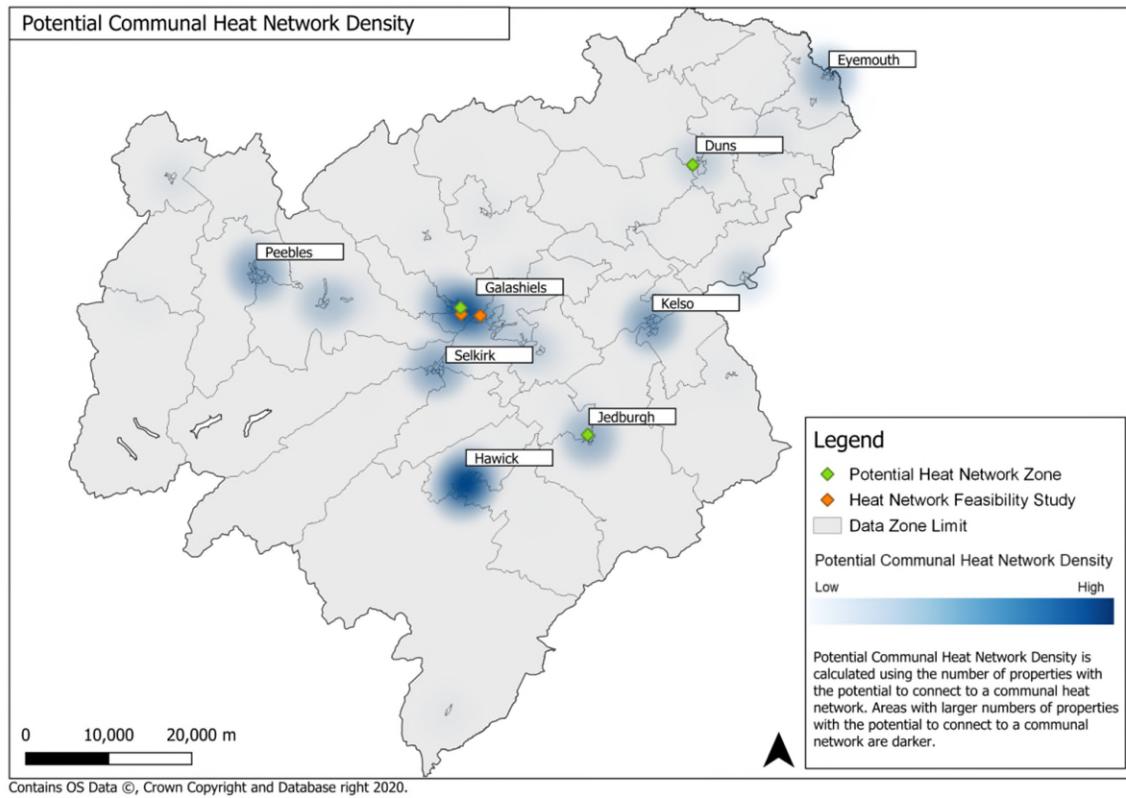 Potential Communal Heat Network Density
Eyemouth
Duns
Peebles
Galashiels
Kelso
Selkirk
Jedburgh
Hawick
Legend
Potential Heat Network Zone
Heat Network Feasibility Study
Data Zone Limit
Potential Communal Heat Network Density
Low High
Potential Communal Heat Network Density is
calculated using the number of properties with
the potential to connect to a communal heat
network. Areas with larger numbers of properties
with the potential to connect to a communal
network are darker.
0 10,000 20,000 m
Contains OS Data ©, Crown Copyright and Database right 2020.